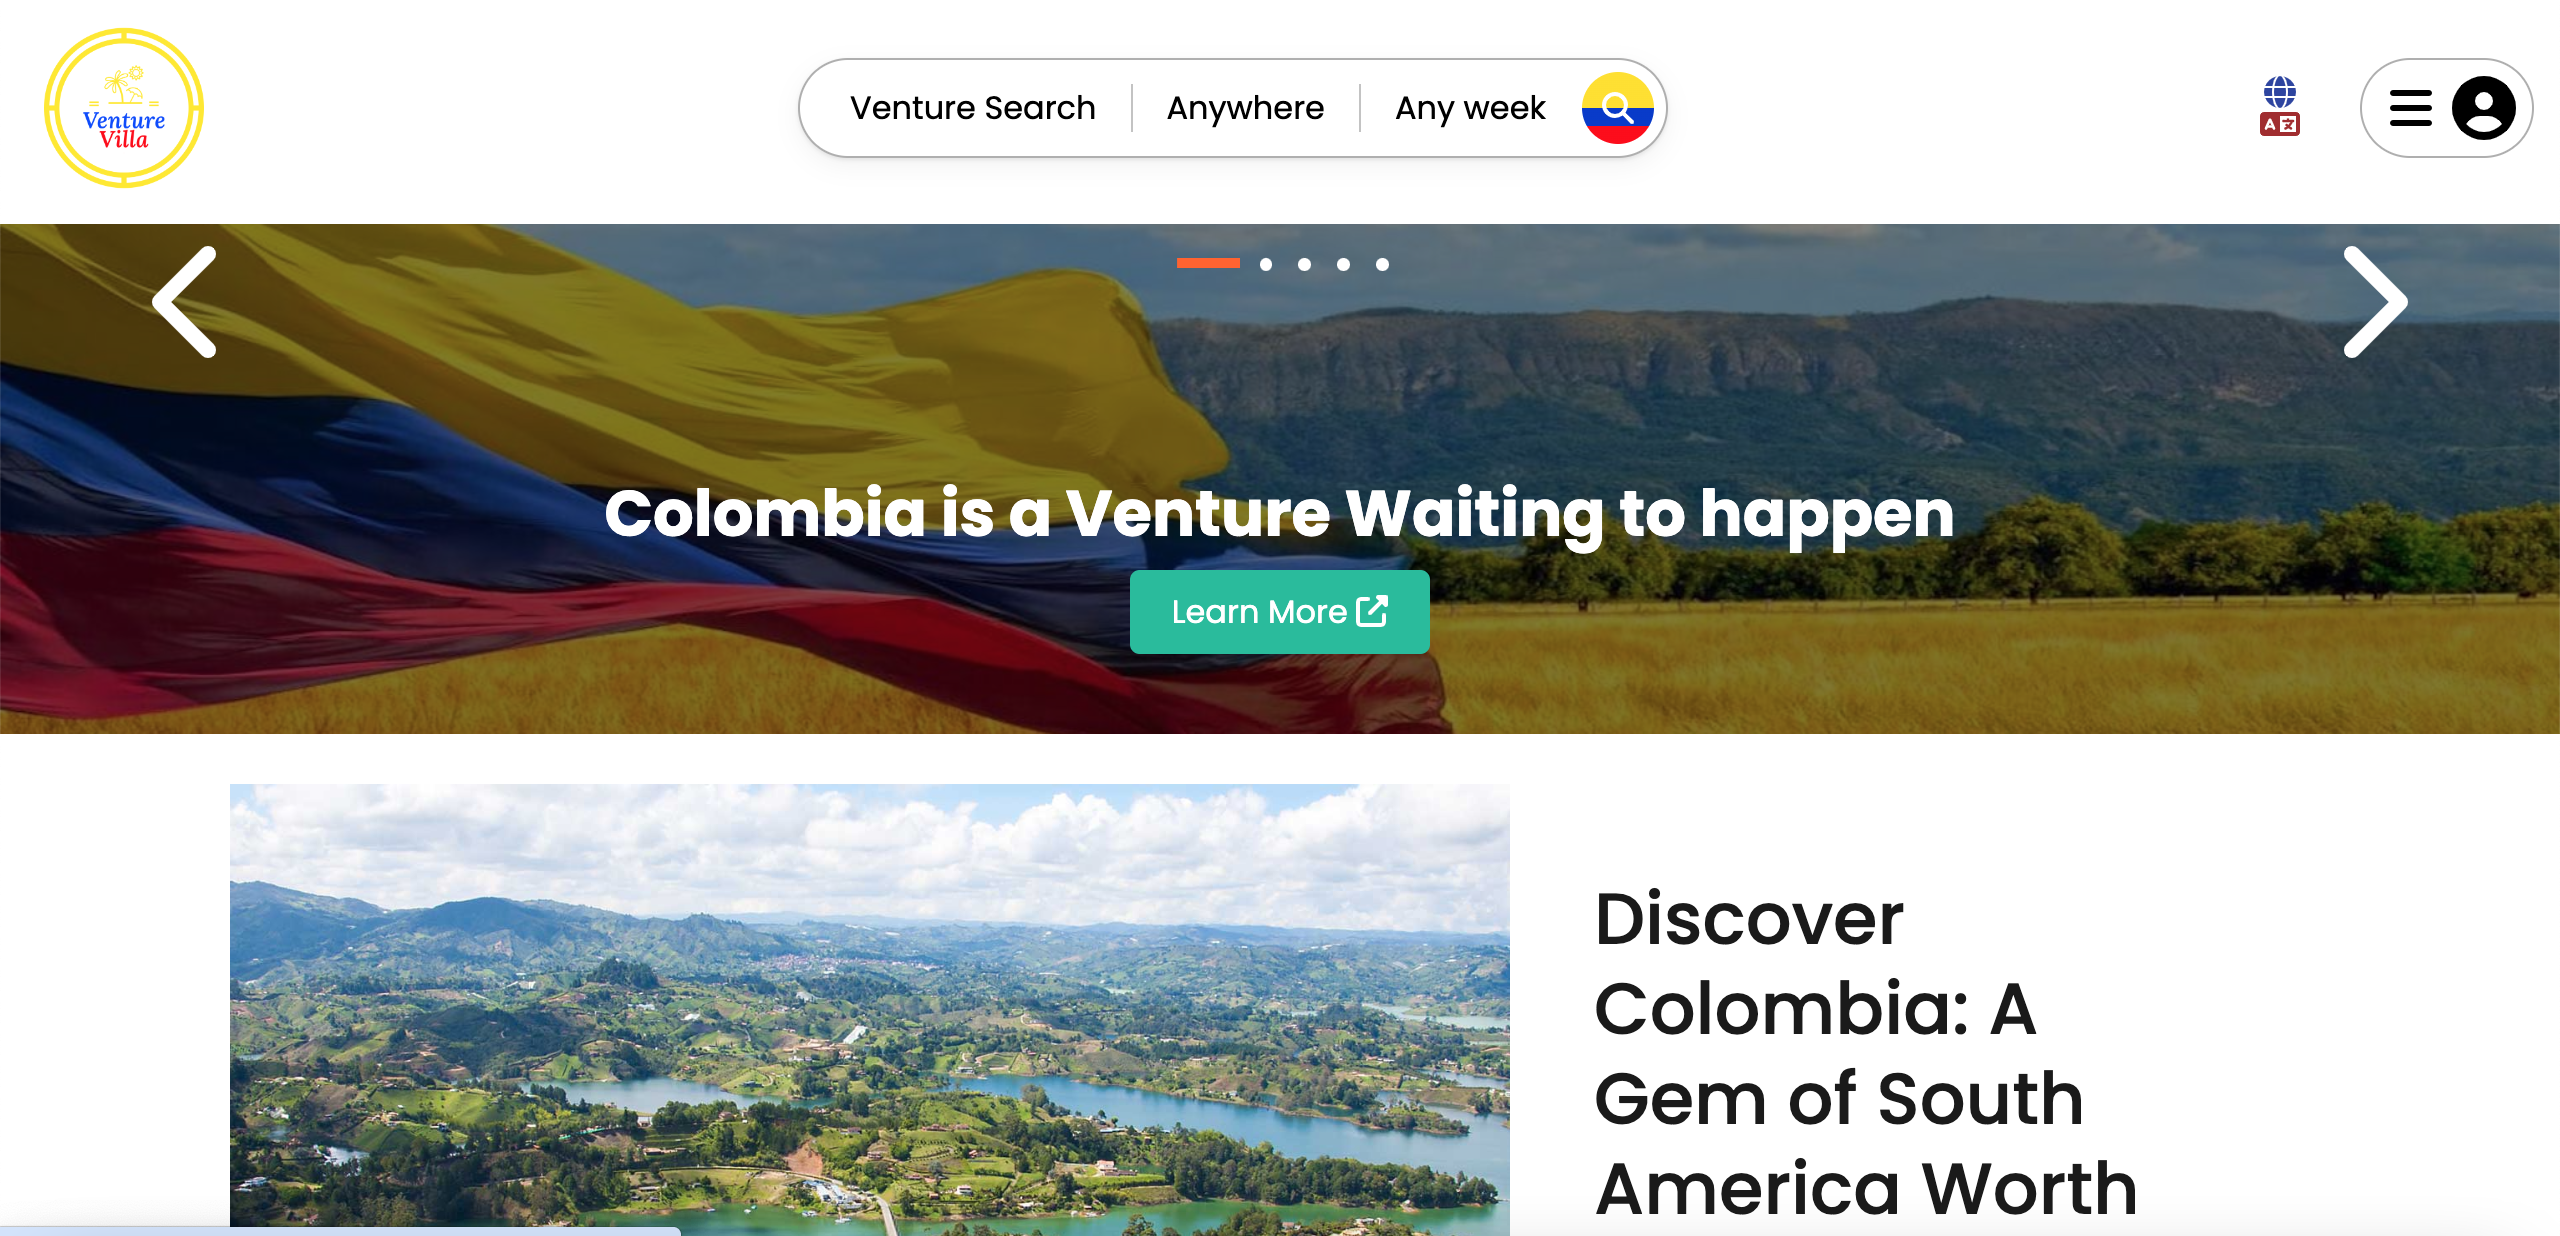 Venture
Villa
Venture Search
Anywhere
Any week
A 文
Colombia is a Venture Waiting to happen
Learn More
Discover
Colombia: A
Gem of South
America Worth